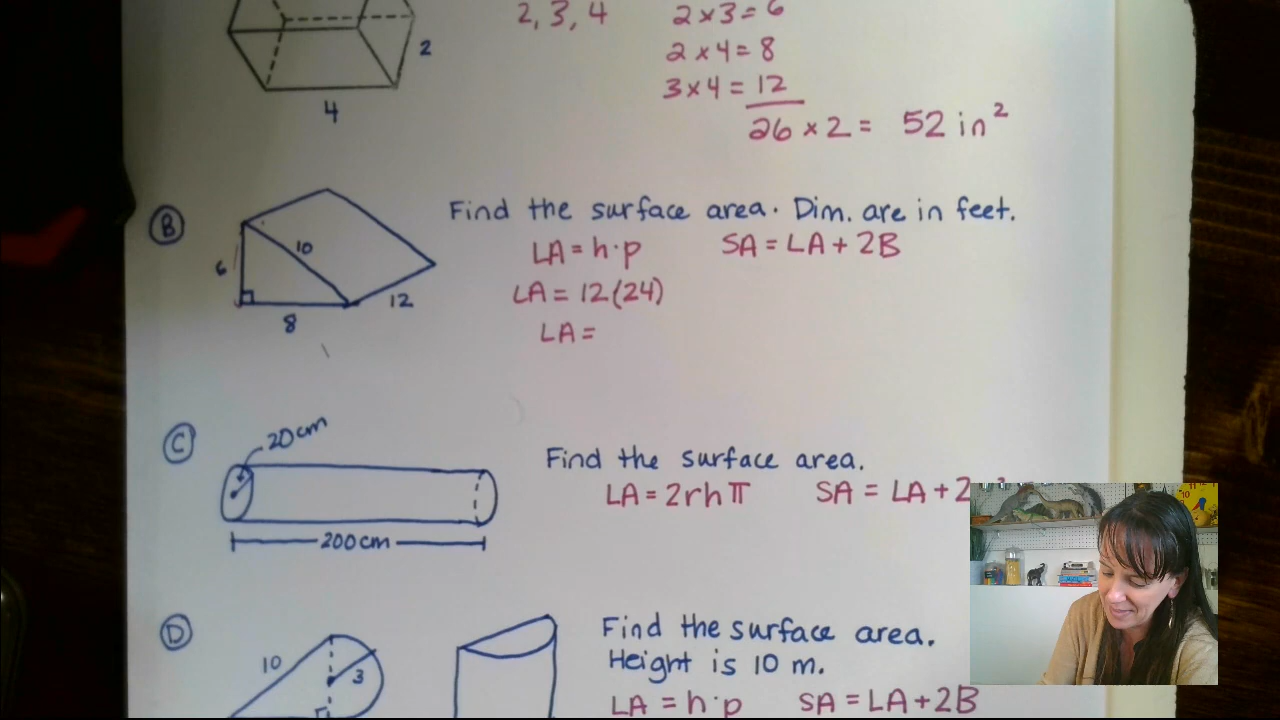 2, 3, 4
2 x 3 = 6
2 x 4 = 8
3 x 4 = 12
26 x 2 = 52 in²
2
4
B
Find the surface area. Dim. are in feet.
LA = h·p SA = LA + 2B
LA = 12(24)
LA =
6
10
8
12
C
20cm
200cm
Find the surface area.
LA = 2rhπ SA = LA + 2
D
10
3
Find the surface area.
Height is 10 m.
LA = h·p SA = LA + 2B